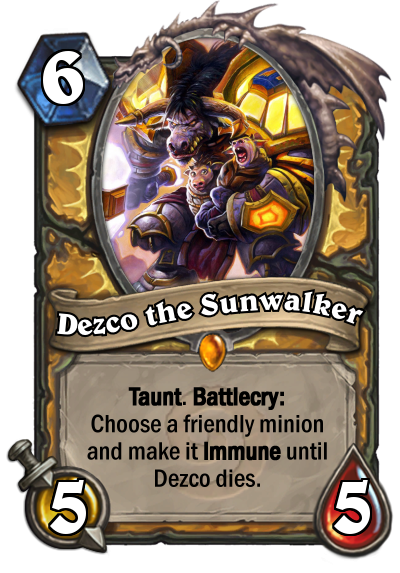 6
Dezco the Sunwalker
Taunt. Battlecry:
Choose a friendly minion
and make it Immune until
Dezco dies.
5
5